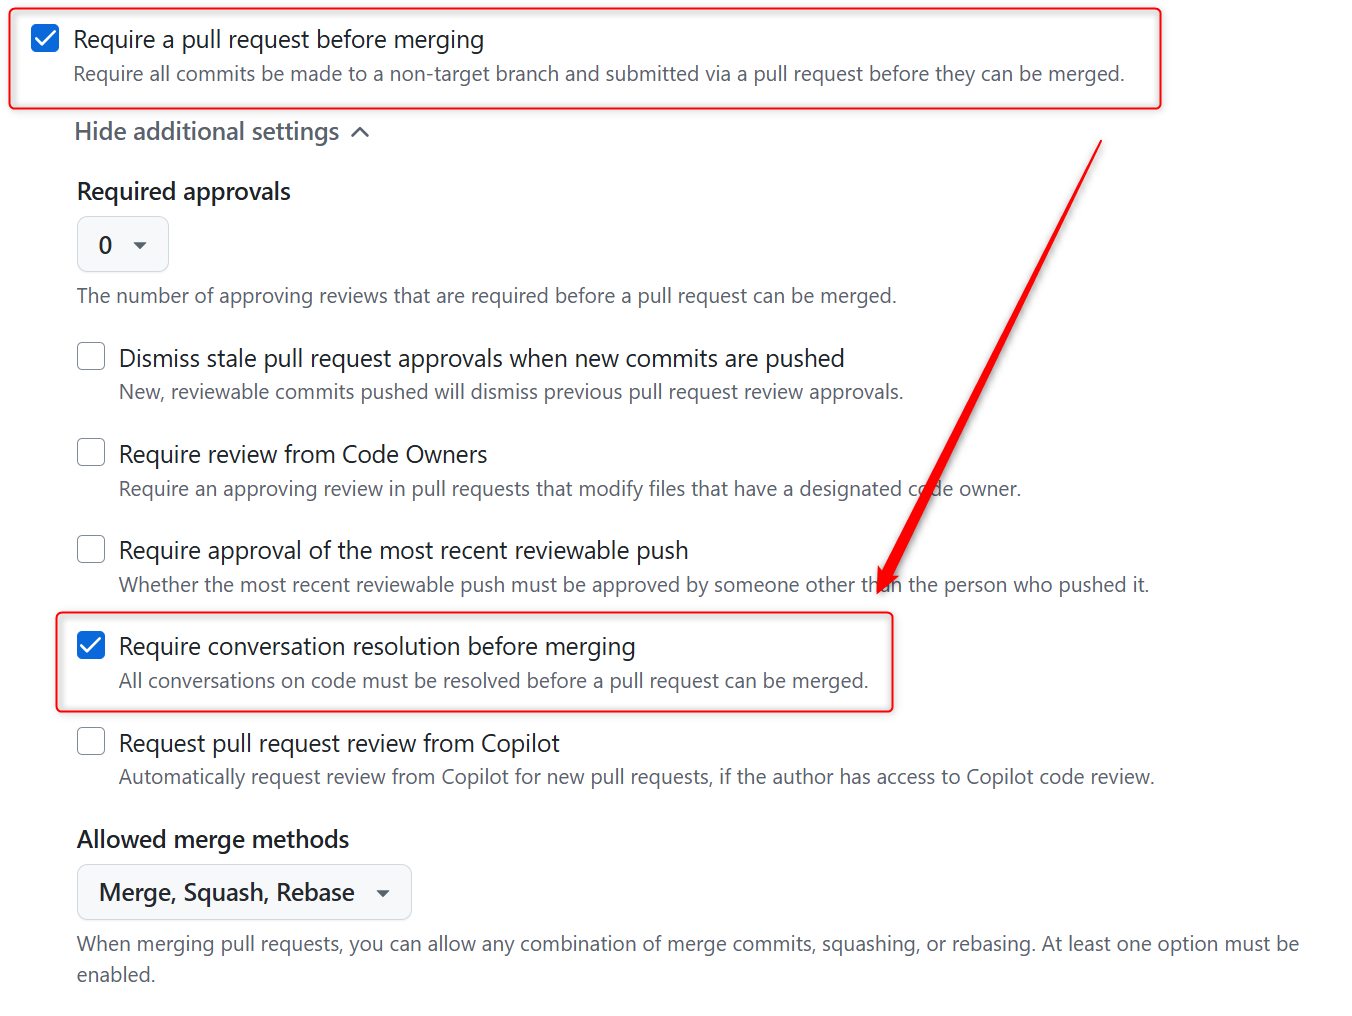 Require a pull request before merging
Require all commits be made to a non-target branch and submitted via a pull request before they can be merged.
Hide additional settings
Required approvals
0
The number of approving reviews that are required before a pull request can be merged.
Dismiss stale pull request approvals when new commits are pushed
New, reviewable commits pushed will dismiss previous pull request review approvals.
Require review from Code Owners
Require an approving review in pull requests that modify files that have a designated code owner.
Require approval of the most recent reviewable push
Whether the most recent reviewable push must be approved by someone other than the person who pushed it.
Require conversation resolution before merging
All conversations on code must be resolved before a pull request can be merged.
Request pull request review from Copilot
Automatically request review from Copilot for new pull requests, if the author has access to Copilot code review.
Allowed merge methods
Merge, Squash, Rebase
When merging pull requests, you can allow any combination of merge commits, squashing, or rebasing. At least one option must be
enabled.